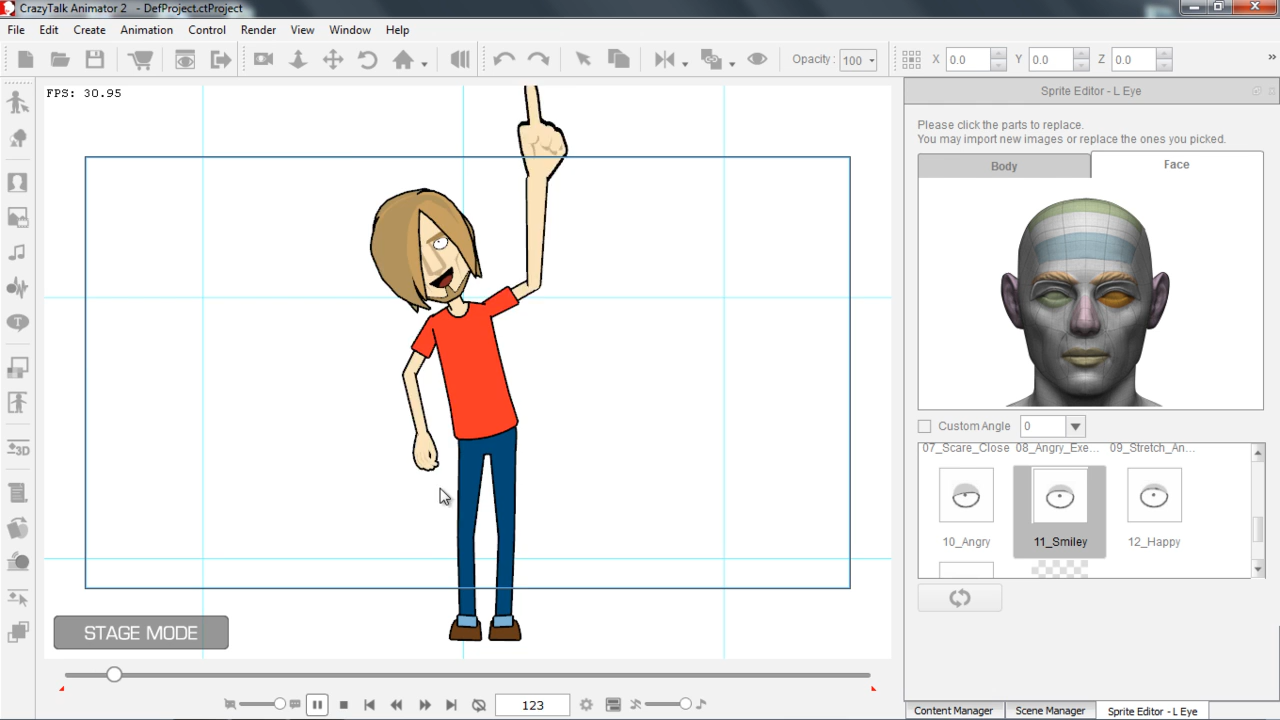 CrazyTalk Animator 2 - DefProject.ctProject
File Edit Create Animation Control Render View Window Help
Opacity : 100 X 0.0 Y 0.0 Z 0.0
FPS: 30.95
Sprite Editor - L Eye
Please click the parts to replace.
You may import new images or replace the ones you picked.
Body Face
Custom Angle 0
07_Scare_Close 08_Angry_Exe... 09_Stretch_An...
10_Angry 11_Smiley 12_Happy
STAGE MODE
123
Content Manager Scene Manager Sprite Editor - L Eye